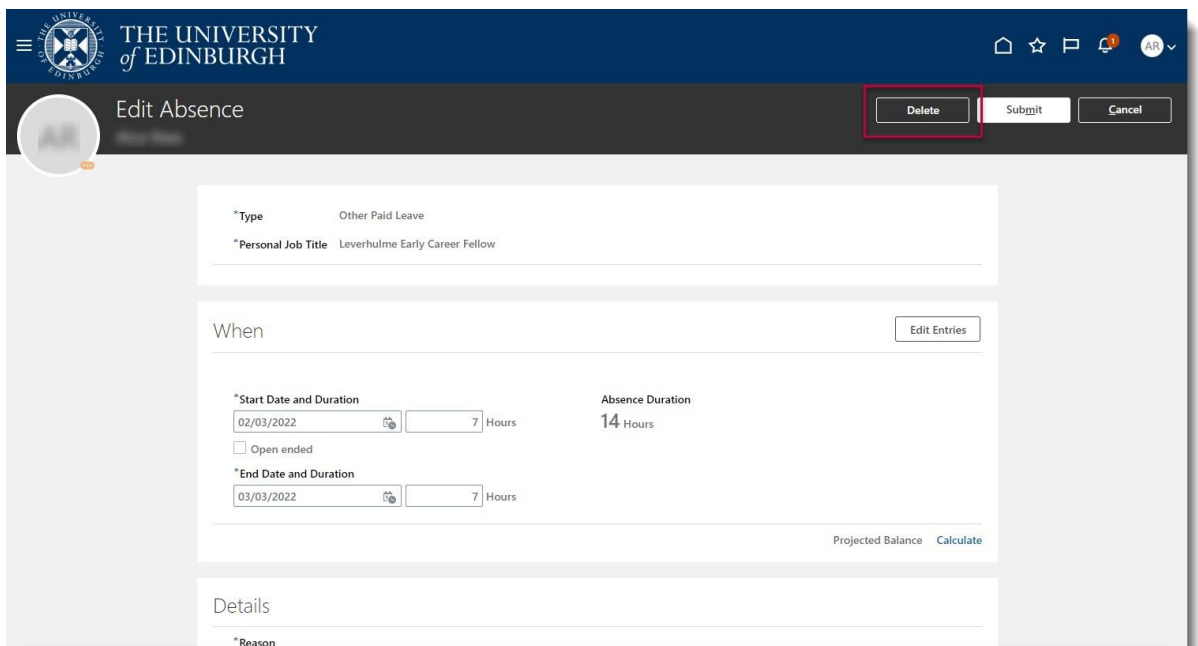 THE UNIVERSITY
of EDINBURGH
1
AR
Edit Absence
Delete
Submit
Cancel
*Type Other Paid Leave
*Personal Job Title Leverhulme Early Career Fellow
When
Edit Entries
*Start Date and Duration
Absence Duration
02/03/2022 7 Hours
14 Hours
Open ended
*End Date and Duration
03/03/2022 7 Hours
Projected Balance Calculate
Details
*Reason